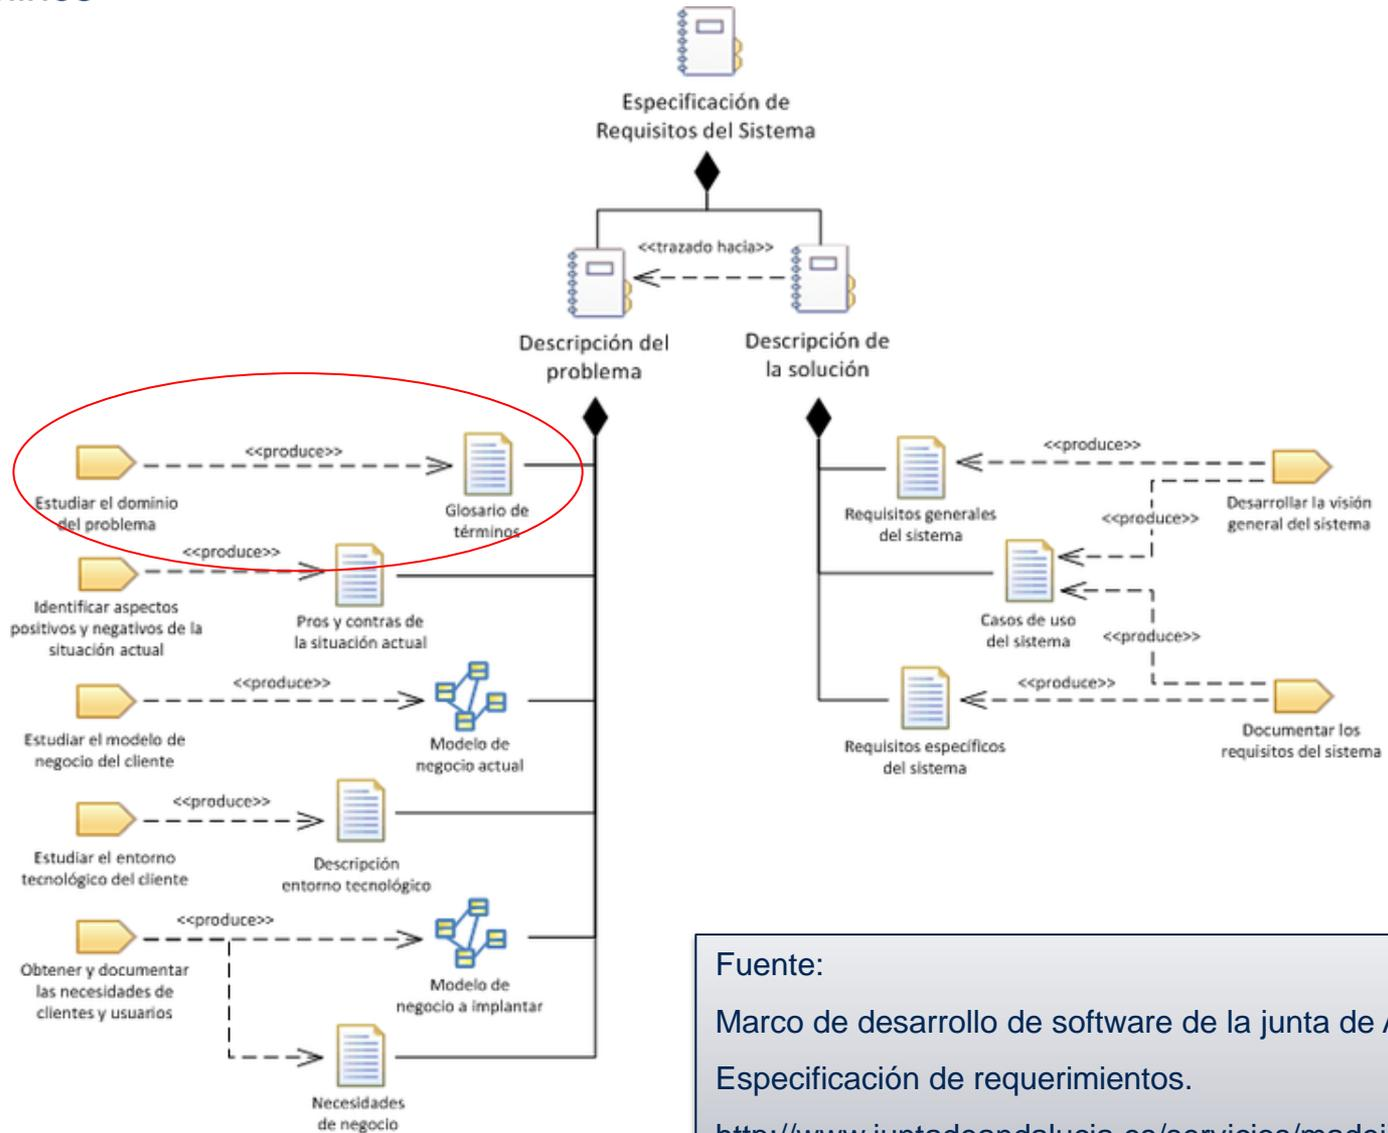 Especificación de
Requisitos del Sistema
<<trazado hacia>>
Descripción del
problema
Descripción de
la solución
<<produce>>
Estudiar el dominio
del problema
Glosario de
términos
<<produce>>
Identificar aspectos
positivos y negativos de la
situación actual
Pros y contras de
la situación actual
<<produce>>
Estudiar el modelo de
negocio del cliente
Modelo de
negocio actual
<<produce>>
Estudiar el entorno
tecnológico del cliente
Descripción
entorno tecnológico
<<produce>>
Obtener y documentar
las necesidades de
clientes y usuarios
Modelo de
negocio a implantar
Necesidades
de negocio
<<produce>>
Requisitos generales
del sistema
Desarrollar la visión
general del sistema
<<produce>>
Casos de uso
del sistema
<<produce>>
<<produce>>
Requisitos específicos
del sistema
Documentar los
requisitos del sistema
Fuente:
Marco de desarrollo de software de la junta de
Especificación de requerimientos.